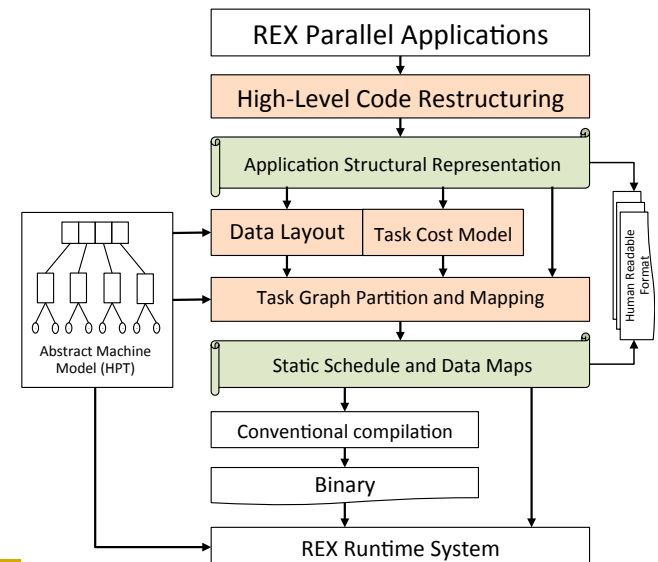 REX Parallel Applications
High-Level Code Restructuring
Application Structural Representation
Data Layout
Task Cost Model
Task Graph Partition and Mapping
Abstract Machine
Model (HPT)
Human Readable
Format
Static Schedule and Data Maps
Conventional compilation
Binary
REX Runtime System